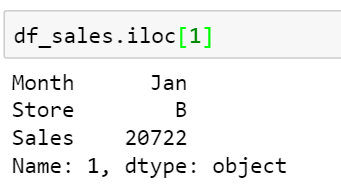 df_sales.iloc[1]
Month Jan
Store B
Sales 20722
Name: 1, dtype: object